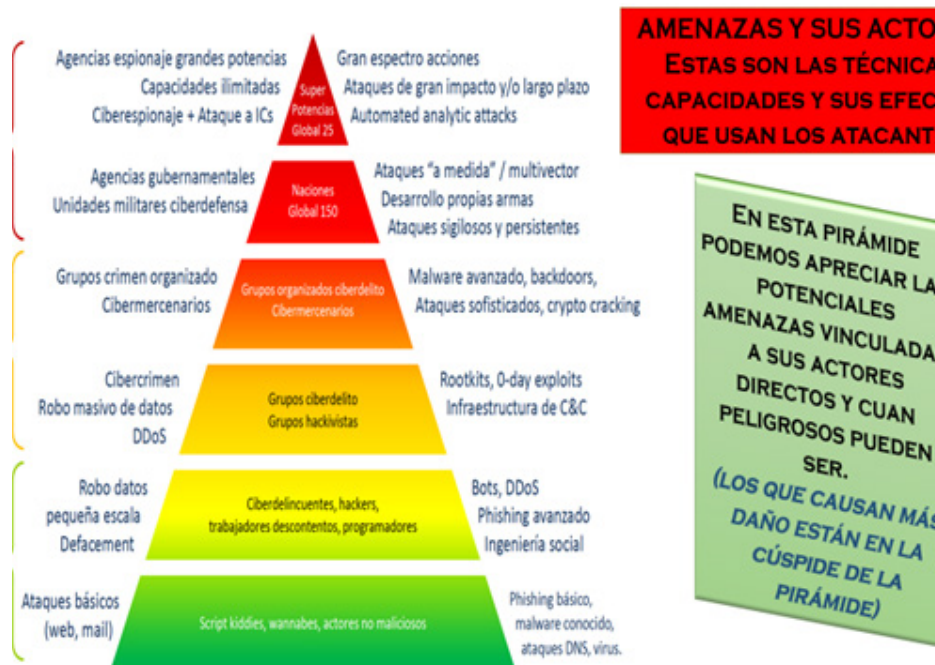 AMENAZAS Y SUS ACTO
ESTAS SON LAS TÉCNICA
CAPACIDADES Y SUS EFEC
QUE USAN LOS ATACANT
Agencias espionaje grandes potencias
Capacidades ilimitadas
Ciberespionaje + Ataque a ICs
Super
Potencias
Global 25
Gran espectro acciones
Ataques de gran impacto y/o largo plazo
Automated analytic attacks
Agencias gubernamentales
Unidades militares ciberdefensa
Naciones
Global 150
Ataques “a medida” / multivector
Desarrollo propias armas
Ataques sigilosos y persistentes
Grupos crimen organizado
Cibermercenarios
Grupos organizados ciberdelito
Cibermercenarios
Malware avanzado, backdoors,
Ataques sofisticados, crypto cracking
Cibercrimen
Robo masivo de datos
DDoS
Grupos ciberdelito
Grupos hackivistas
Rootkits, 0-day exploits
Infraestructura de C&C
Robo datos
pequeña escala
Defacement
Ciberdelincuentes, hackers,
trabajadores descontentos, programadores
Bots, DDoS
Phishing avanzado
Ingeniería social
Ataques básicos
(web, mail)
Script kiddies, wannabes, actores no maliciosos
Phishing básico,
malware conocido,
ataques DNS, virus.
EN ESTA PIRÁMIDE
PODEMOS APRECIAR LA
POTENCIALES
AMENAZAS VINCULADA
A SUS ACTORES
DIRECTOS Y CUAN
PELIGROSOS PUEDEN
SER.
(LOS QUE CAUSAN MÁS
DAÑO ESTÁN EN LA
CÚSPIDE DE LA
PIRÁMIDE)